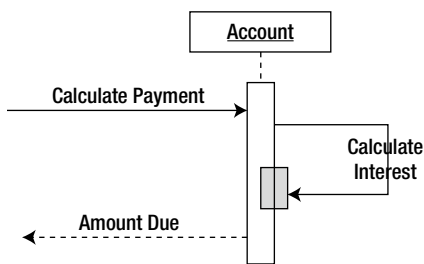 Account
Calculate Payment
Calculate
Interest
Amount Due